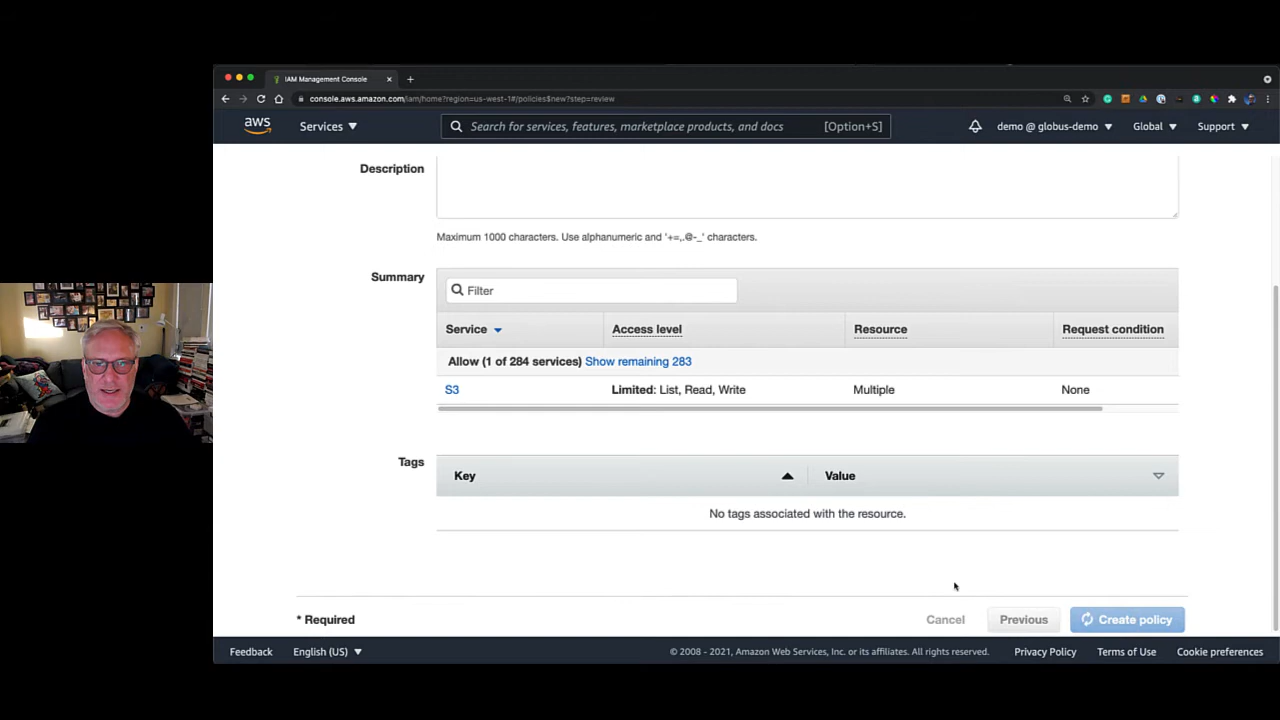 IAM Management Console
console.aws.amazon.com/iam/home?region=us-west-1#/policies$new?step=review
aws
Services
Search for services, features, marketplace products, and docs
[Option+S]
demo @ globus-demo
Global
Support
Description
Maximum 1000 characters. Use alphanumeric and '+=,.@-_' characters.
Summary
Filter
Service
Access level
Resource
Request condition
Allow (1 of 284 services) Show remaining 283
S3
Limited: List, Read, Write
Multiple
None
Tags
Key
Value
No tags associated with the resource.
* Required
Cancel
Previous
Create policy
Feedback
English (US)
© 2008 - 2021, Amazon Web Services, Inc. or its affiliates. All rights reserved.
Privacy Policy
Terms of Use
Cookie preferences